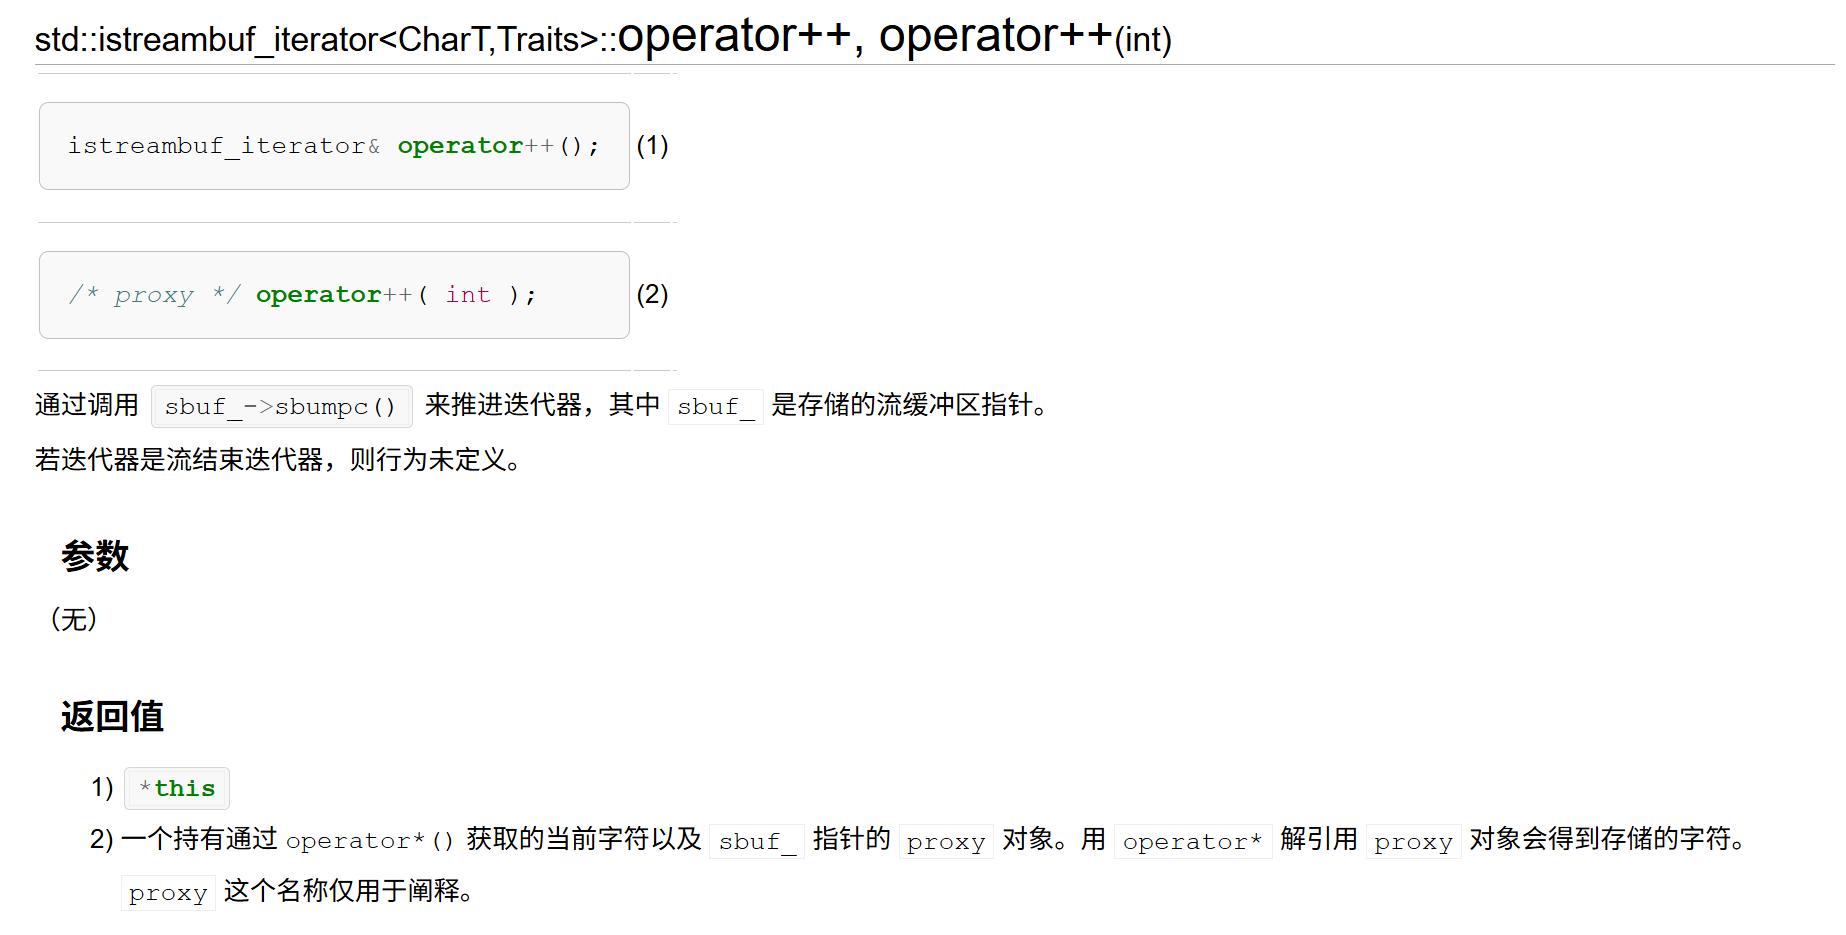 std::istreambuf_iterator<CharT,Traits>::operator++, operator++(int)
istreambuf_iterator& operator++(); (1)
/* proxy */ operator++( int ); (2)
通过调用 sbuf_->sbumpc() 来推进迭代器，其中 sbuf_ 是存储的流缓冲区指针。
若迭代器是流结束迭代器，则行为未定义。
参数
（无）
返回值
1) *this
2) 一个持有通过 operator*() 获取的当前字符以及 sbuf_ 指针的 proxy 对象。用 operator* 解引用 proxy 对象会得到存储的字符。
proxy 这个名称仅用于阐释。